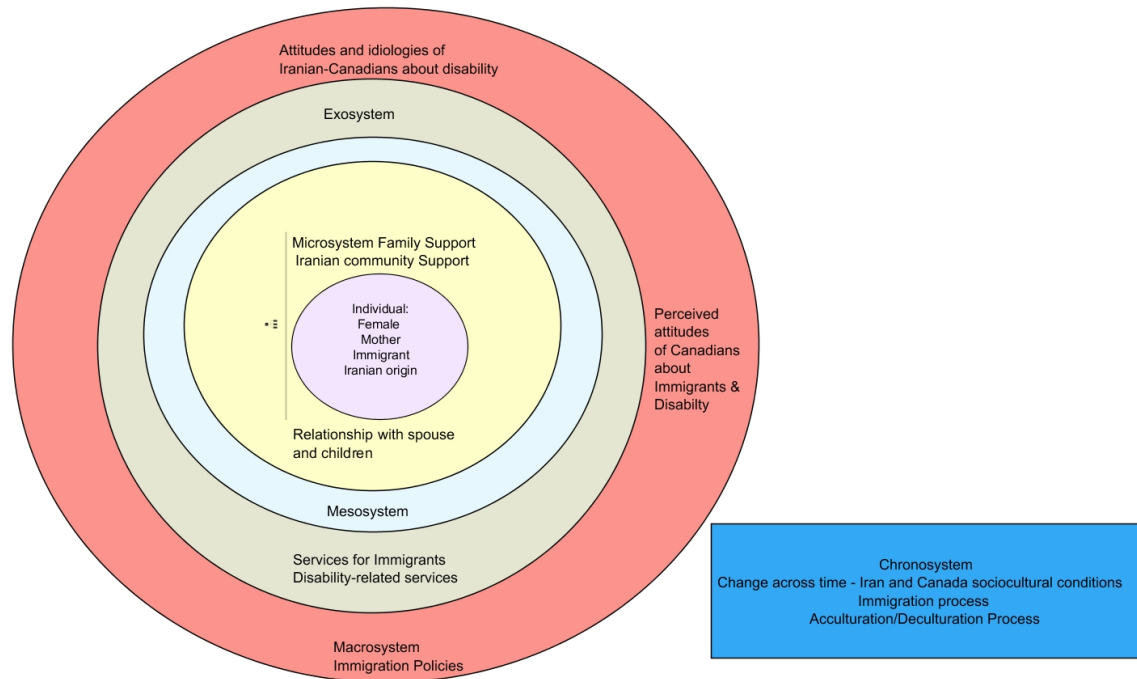 Attitudes and idiologies of
Iranian-Canadians about disability
Exosystem
Microsystem Family Support
Iranian community Support
Individual:
Female
Mother
Immigrant
Iranian origin
Relationship with spouse
and children
Mesosystem
Services for Immigrants
Disability-related services
Macrosystem
Immigration Policies
Perceived
attitudes
of Canadians
about
Immigrants &
Disabilty
Chronosystem
Change across time - Iran and Canada sociocultural conditions
Immigration process
Acculturation/Deculturation Process